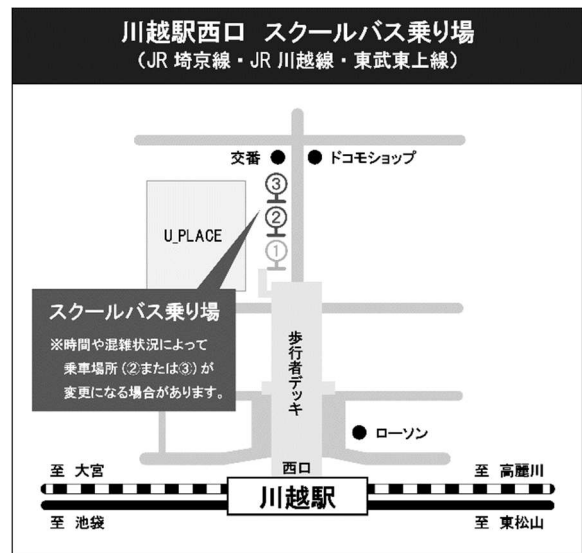 川越駅西口 スクールバス乗り場
(JR 埼京線・JR 川越線・東武東上線)
交番
ドコモショップ
③
②
①
U_PLACE
スクールバス乗り場
※時間や混雑状況によって
乗車場所(②または③)が
変更になる場合があります。
歩行者デッキ
ローソン
西口
至 大宮
至 高麗川
川越駅
至 池袋
至 東松山